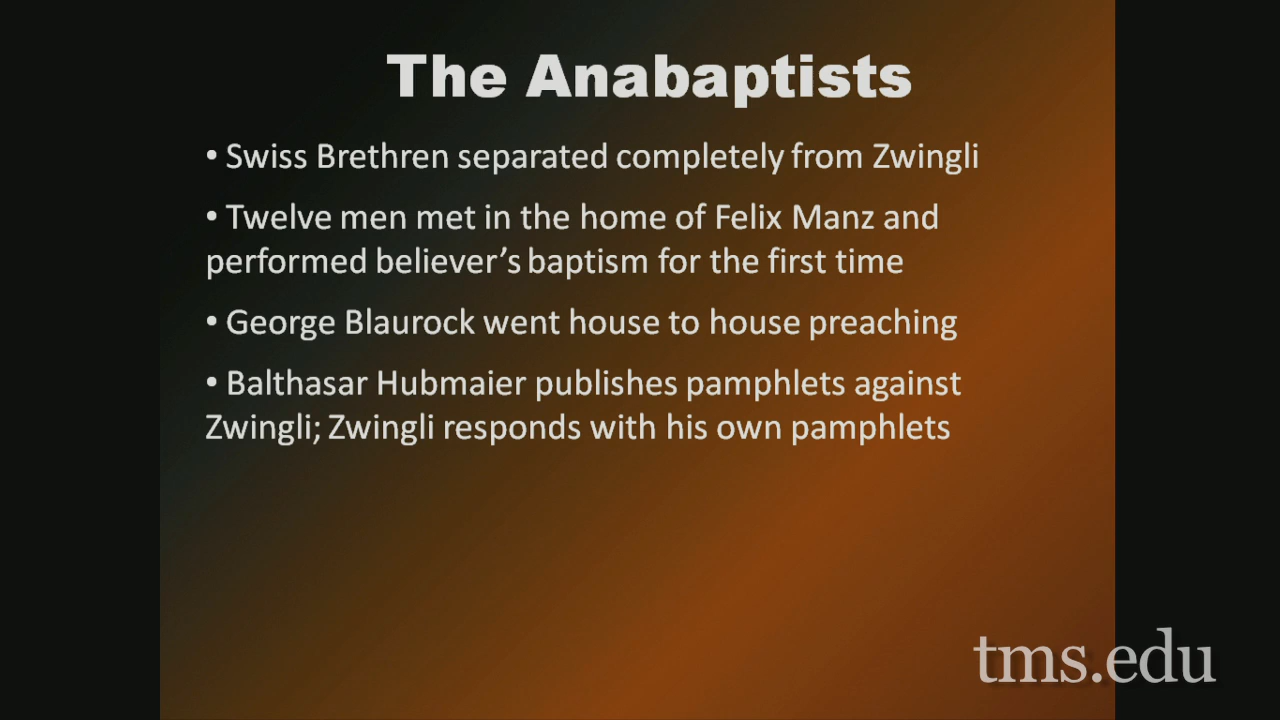 The Anabaptists
• Swiss Brethren separated completely from Zwingli
• Twelve men met in the home of Felix Manz and
performed believer’s baptism for the first time
• George Blaurock went house to house preaching
• Balthasar Hubmaier publishes pamphlets against
Zwingli; Zwingli responds with his own pamphlets
tms.edu